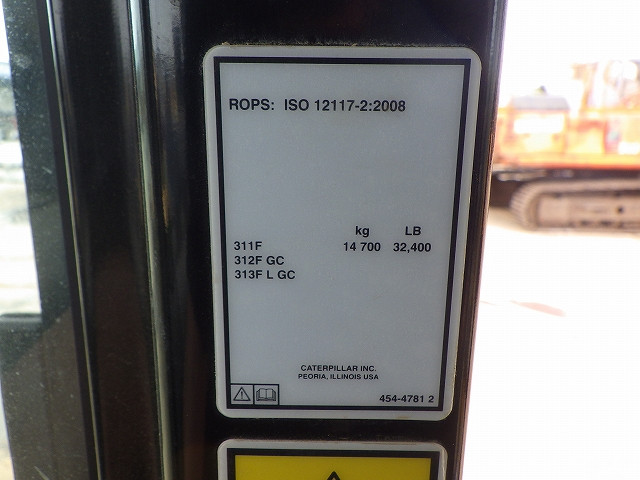 ROPS: ISO 12117-2:2008
kg LB
311F 14 700 32,400
312F GC
313F L GC
CATERPILLAR INC.
PEORIA, ILLINOIS USA
454-4781 2